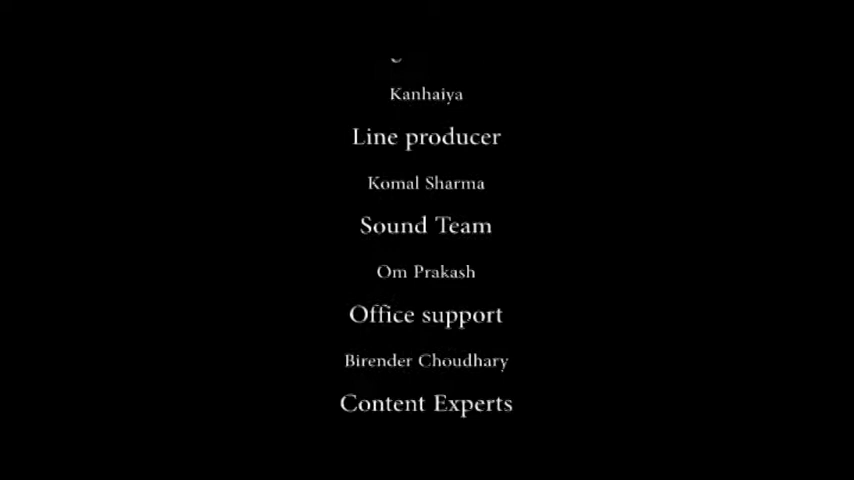 Kanhaiya
Line producer
Komal Sharma
Sound Team
Om Prakash
Office support
Birender Choudhary
Content Experts